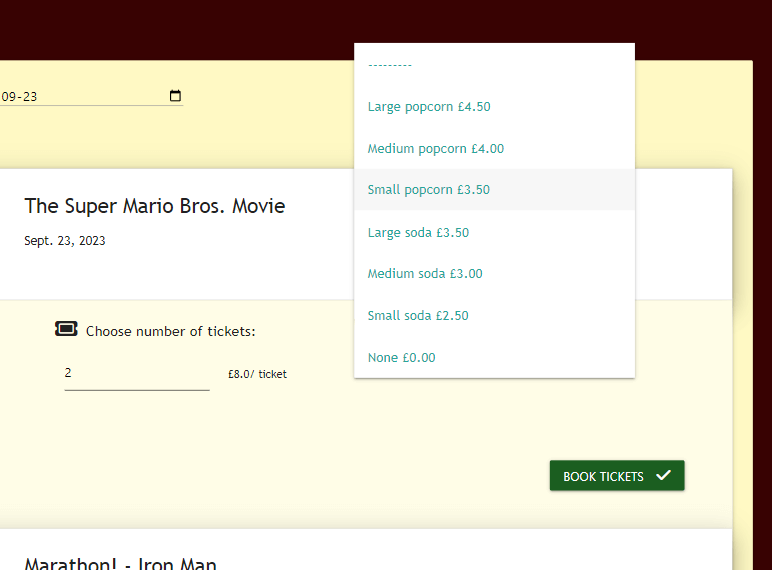 09-23
---------
Large popcorn £4.50
Medium popcorn £4.00
Small popcorn £3.50
Large soda £3.50
Medium soda £3.00
Small soda £2.50
None £0.00
The Super Mario Bros. Movie
Sept. 23, 2023
Choose number of tickets:
2
£8.0/ ticket
BOOK TICKETS
Marathon! - Iron Man